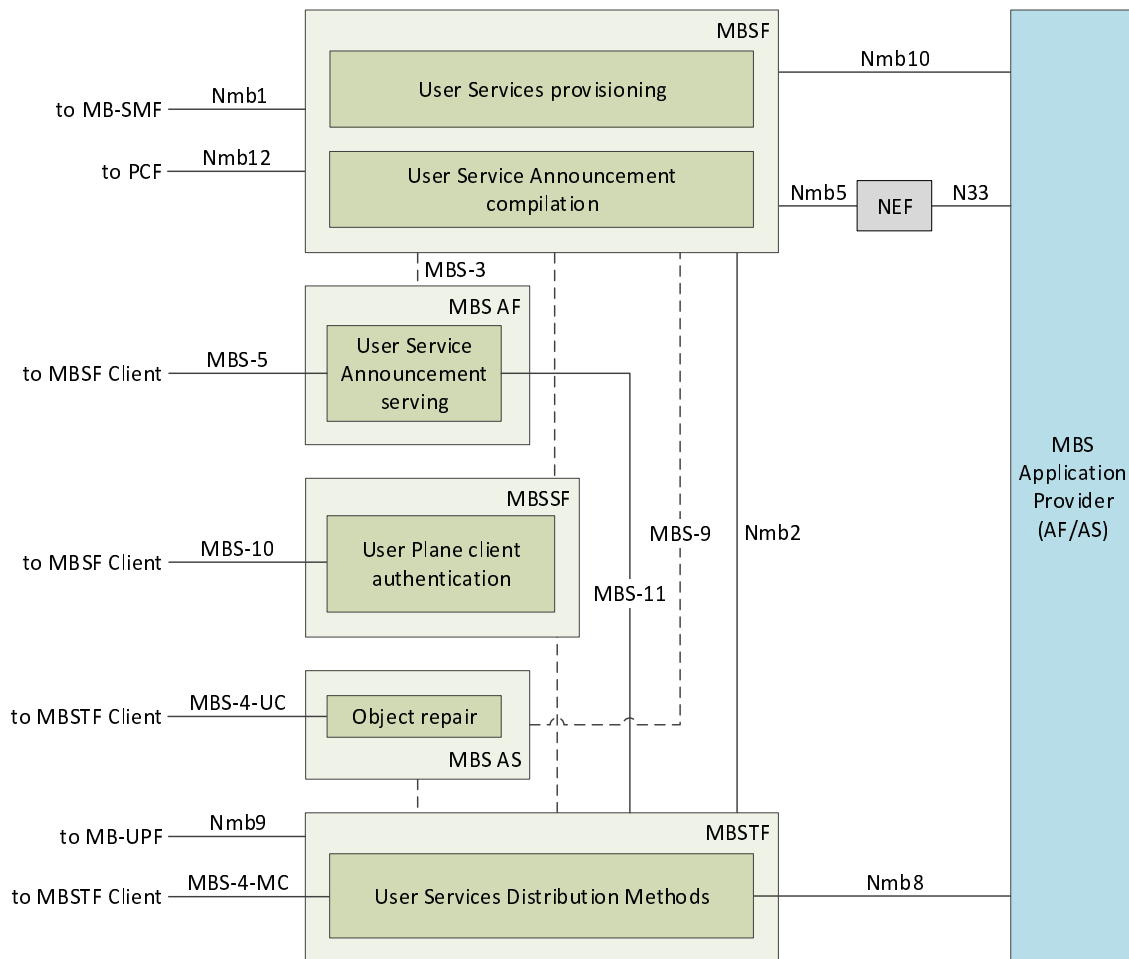 MBSF
Nmb10
User Services provisioning
Nmb1
to MB-SMF
Nmb12
to PCF
User Service Announcement
compilation
Nmb5
NEF
N33
MBS-3
MBS AF
User Service
Announcement
serving
MBS-5
to MBSF Client
MBS
Application
Provider
(AF/AS)
MBSSF
MBS-9
Nmb2
User Plane client
authentication
MBS-10
to MBSF Client
MBS-11
MBS-4-UC
to MBSTF Client
Object repair
MBS AS
Nmb9
to MB-UPF
MBSTF
MBS-4-MC
to MBSTF Client
User Services Distribution Methods
Nmb8